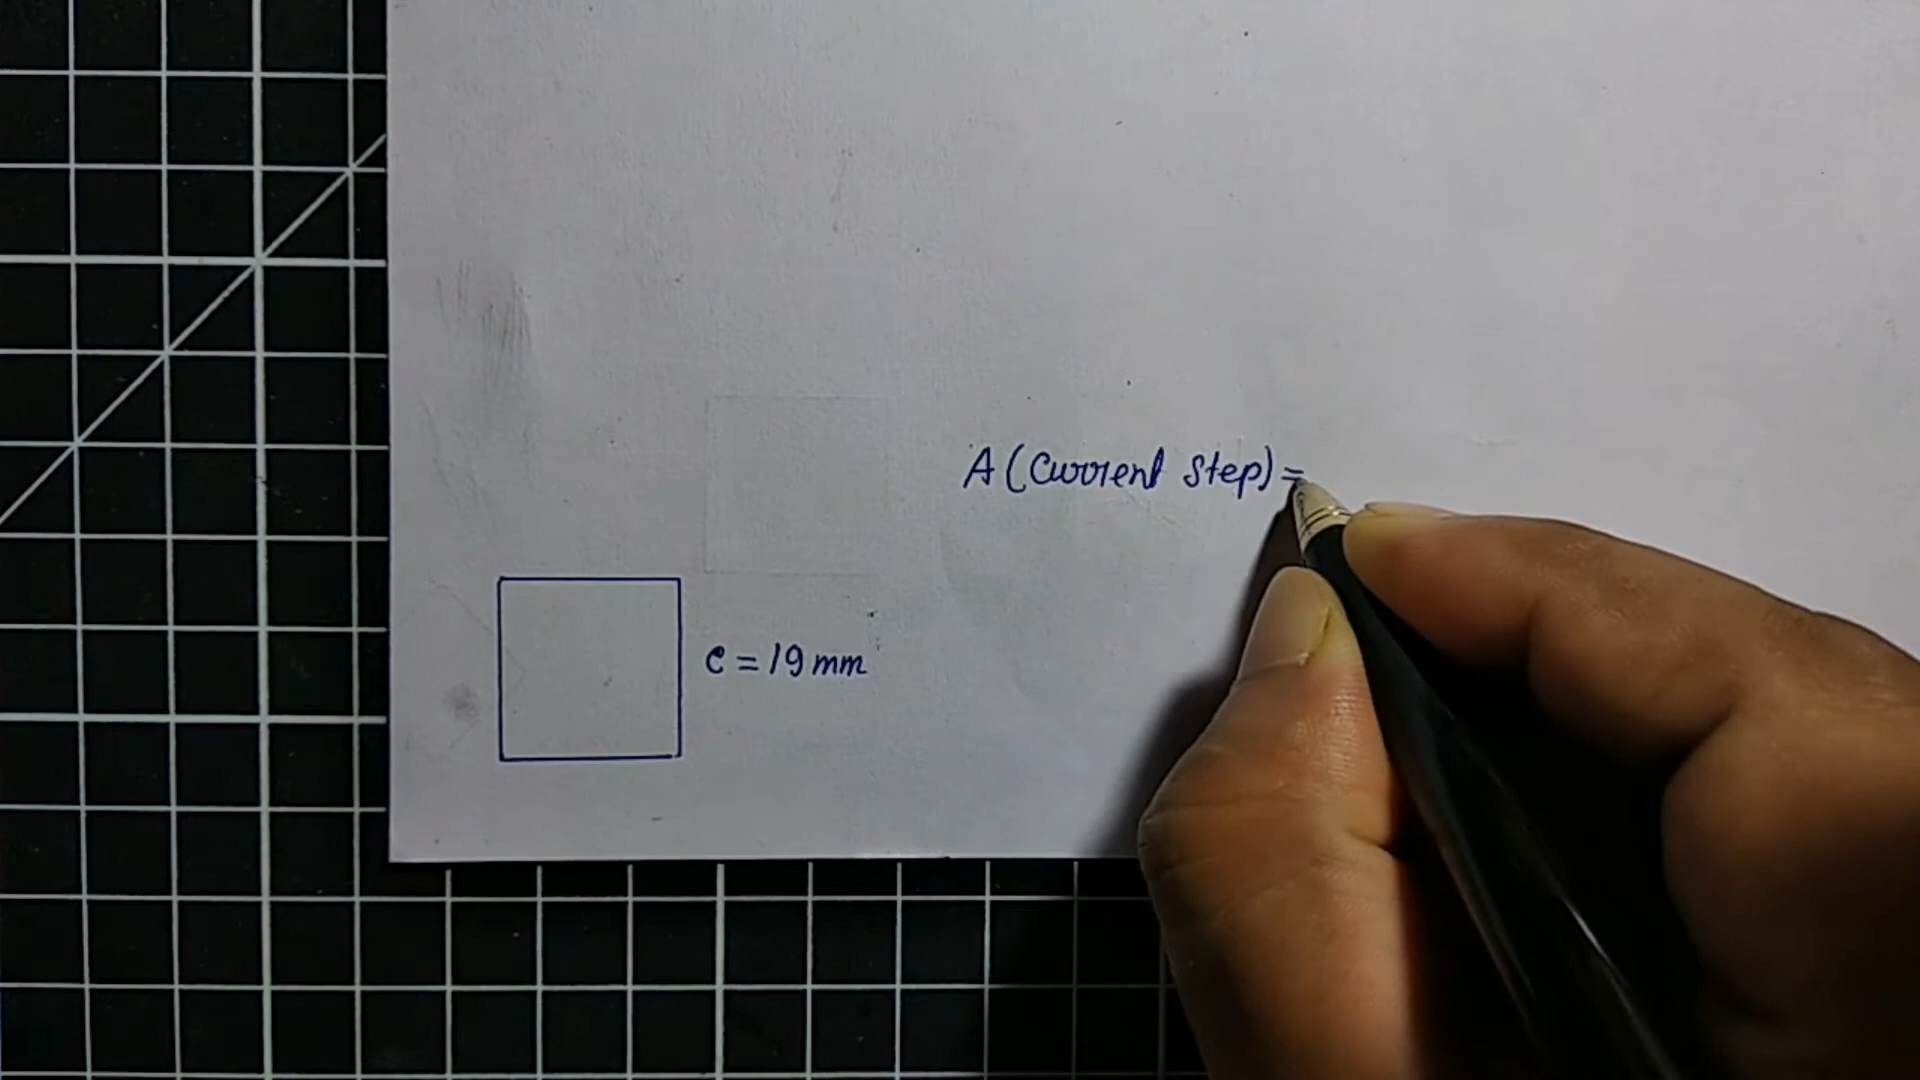 A (Current Step) =
c = 19 mm